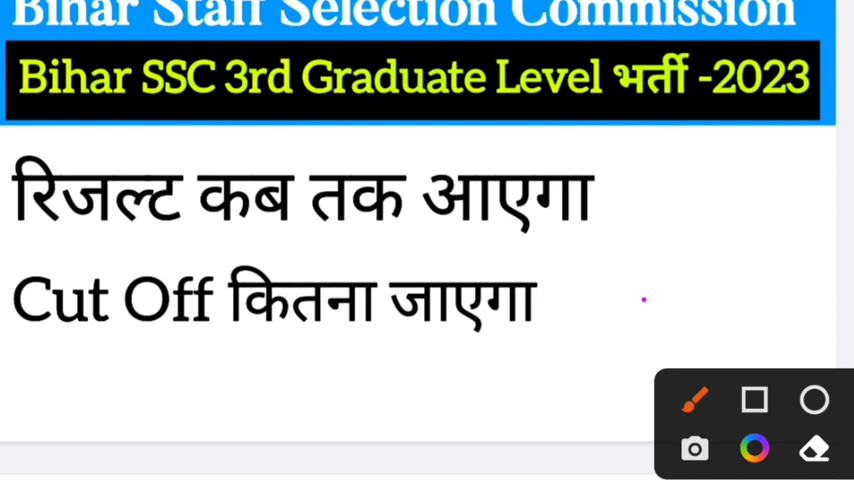 Bihar Staff Selection Commission
Bihar SSC 3rd Graduate Level भर्ती -2023
रिजल्ट कब तक आएगा
Cut Off कितना जाएगा